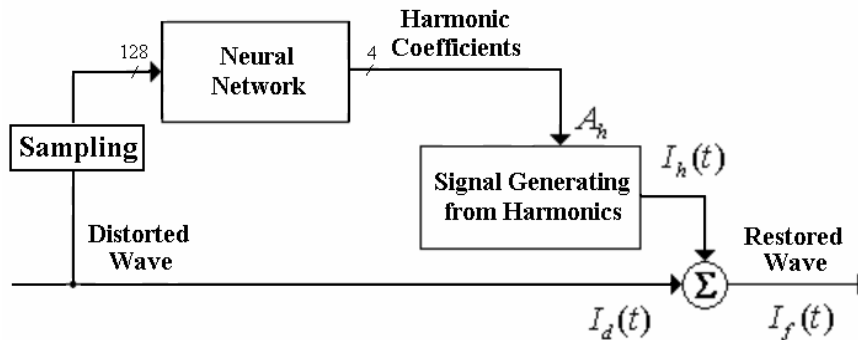 Harmonic
Coefficients
128
4
Neural
Network
A_h
Sampling
I_h(t)
Signal Generating
from Harmonics
Distorted
Wave
Restored
Wave
Σ
I_d(t)
I_f(t)